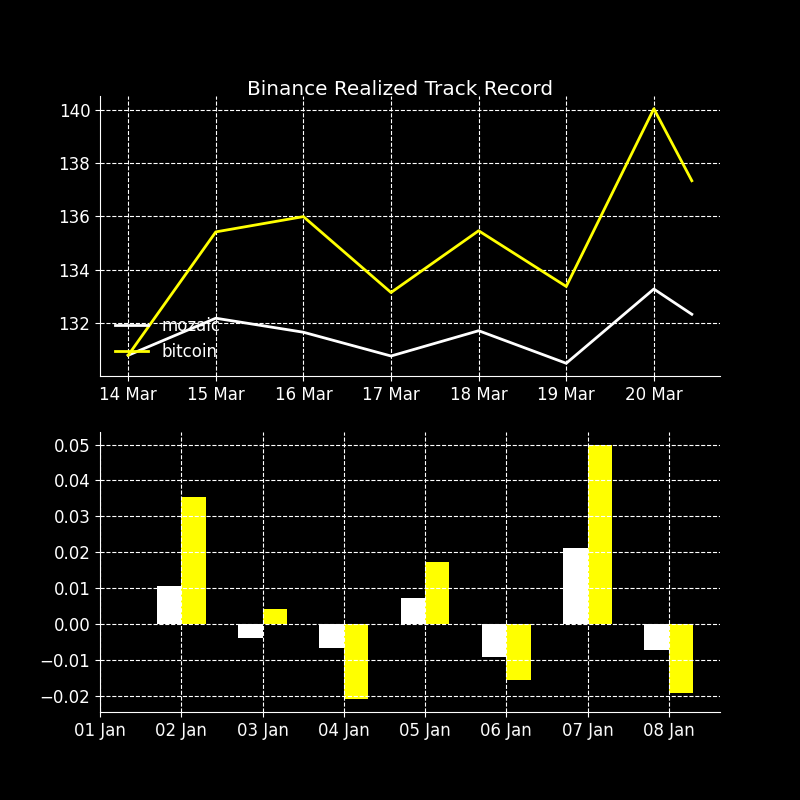 Binance Realized Track Record
140
138
136
134
132
mozaic
bitcoin
14 Mar 15 Mar 16 Mar 17 Mar 18 Mar 19 Mar 20 Mar
0.05
0.04
0.03
0.02
0.01
0.00
−0.01
−0.02
01 Jan 02 Jan 03 Jan 04 Jan 05 Jan 06 Jan 07 Jan 08 Jan